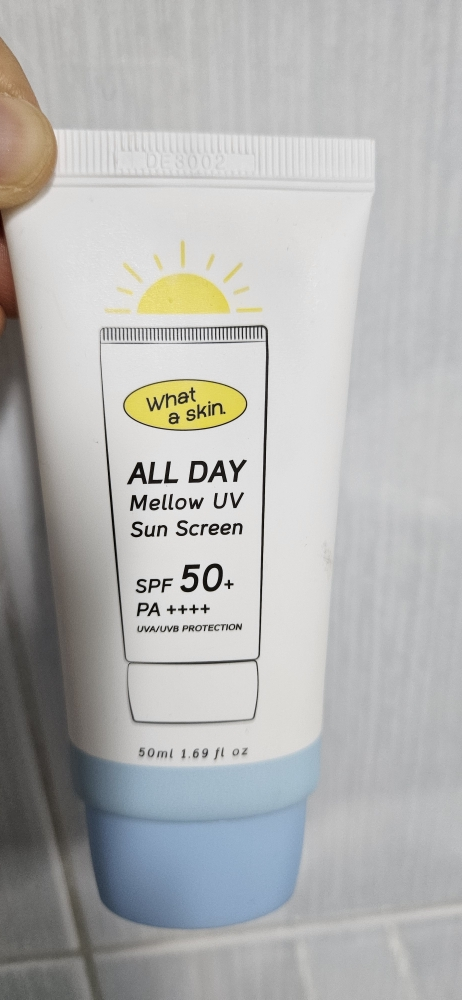 DES002
What
a skin.
ALL DAY
Mellow UV
Sun Screen
SPF 50+
PA ++++
UVA/UVB PROTECTION
50ml 1.69 fl oz